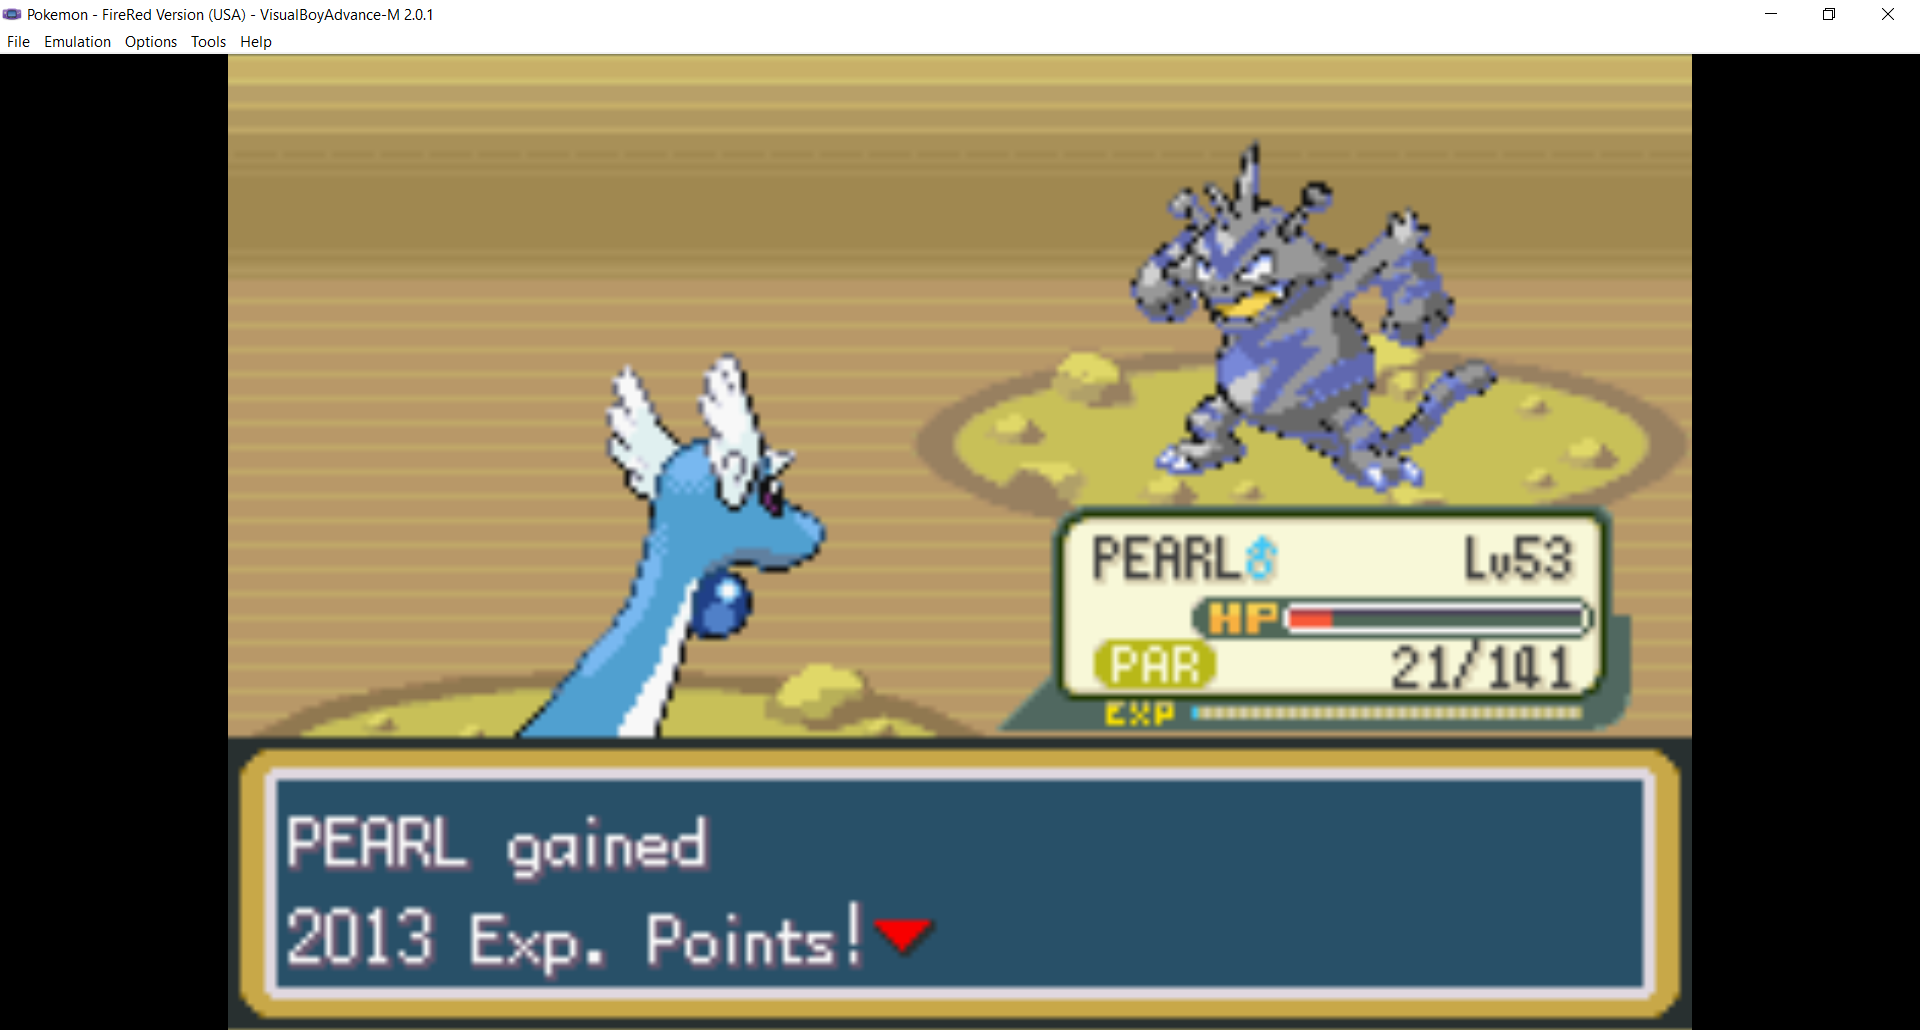 Pokemon - FireRed Version (USA) - VisualBoyAdvance-M 2.0.1
File Emulation Options Tools Help
PEARL♂ Lv53
HP
PAR 21/141
EXP
PEARL gained
2013 Exp. Points!